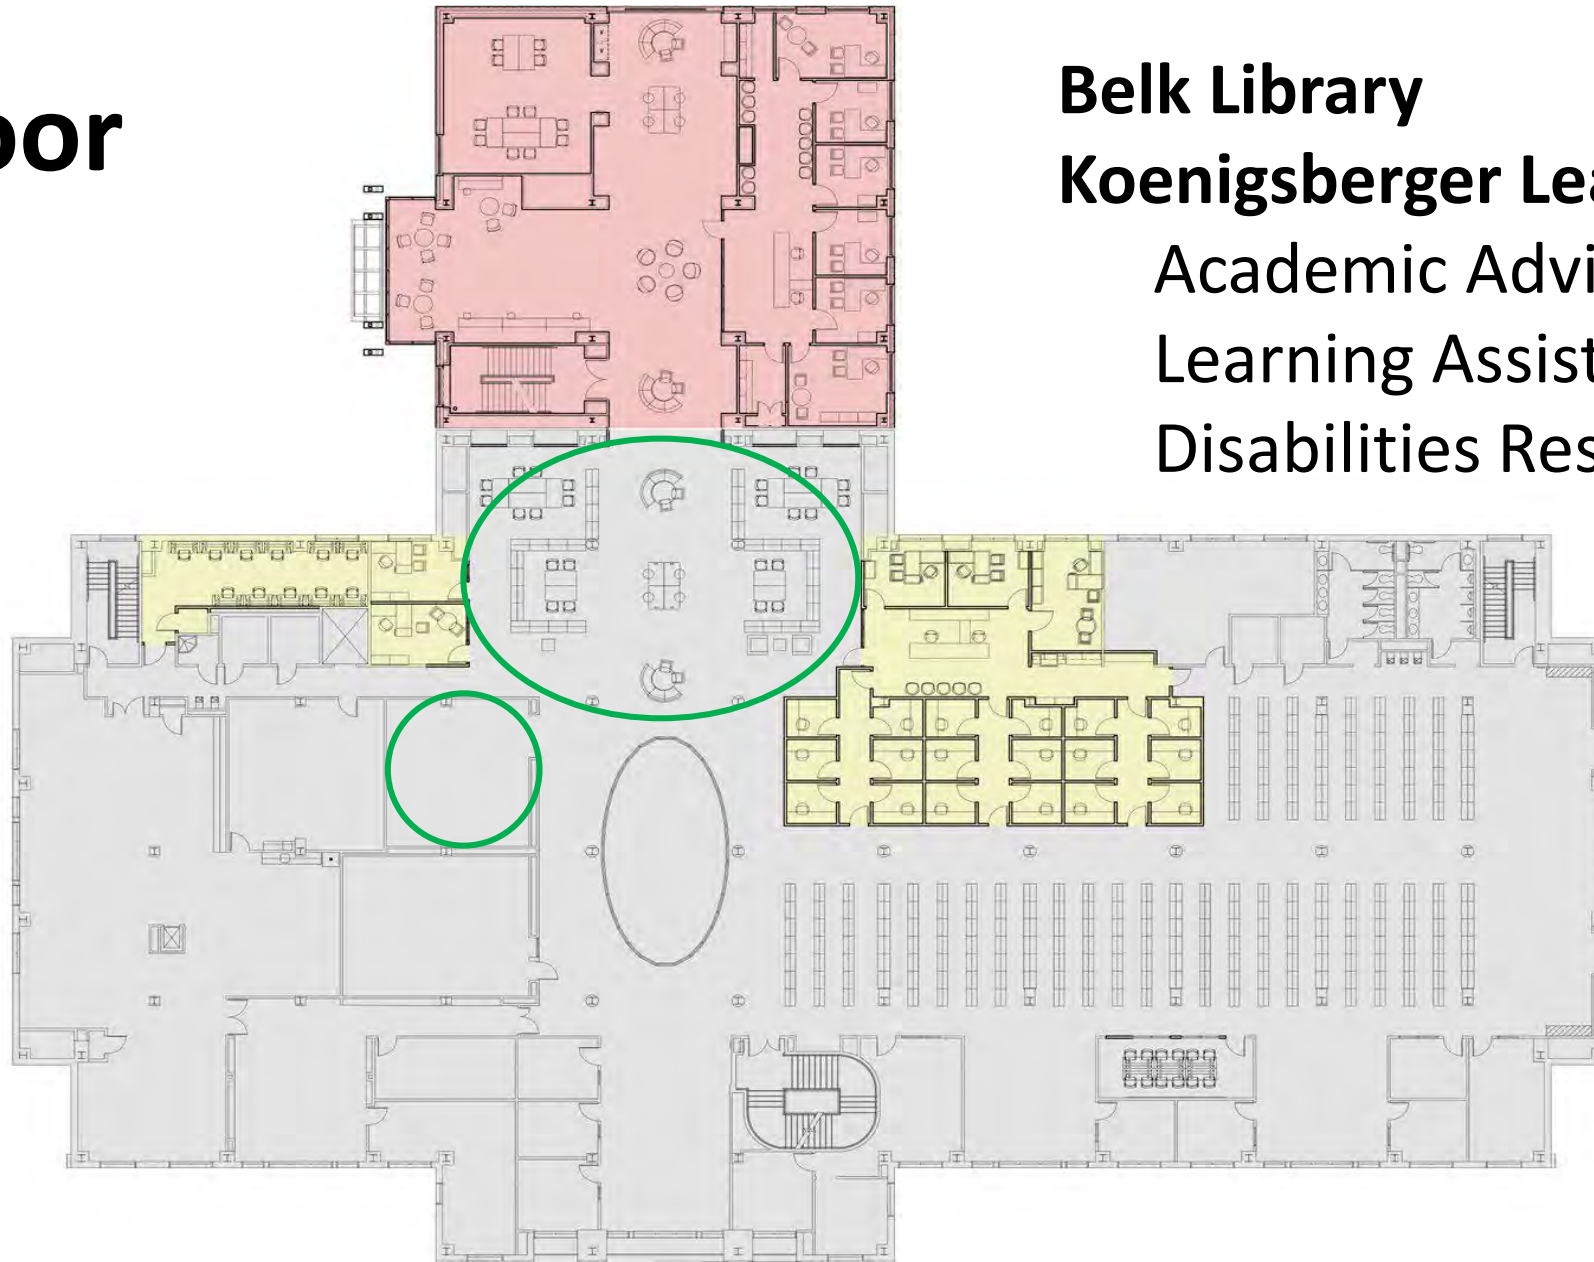 oor
Belk Library
Koenigsberger Lea
Academic Advi
Learning Assist
Disabilities Res